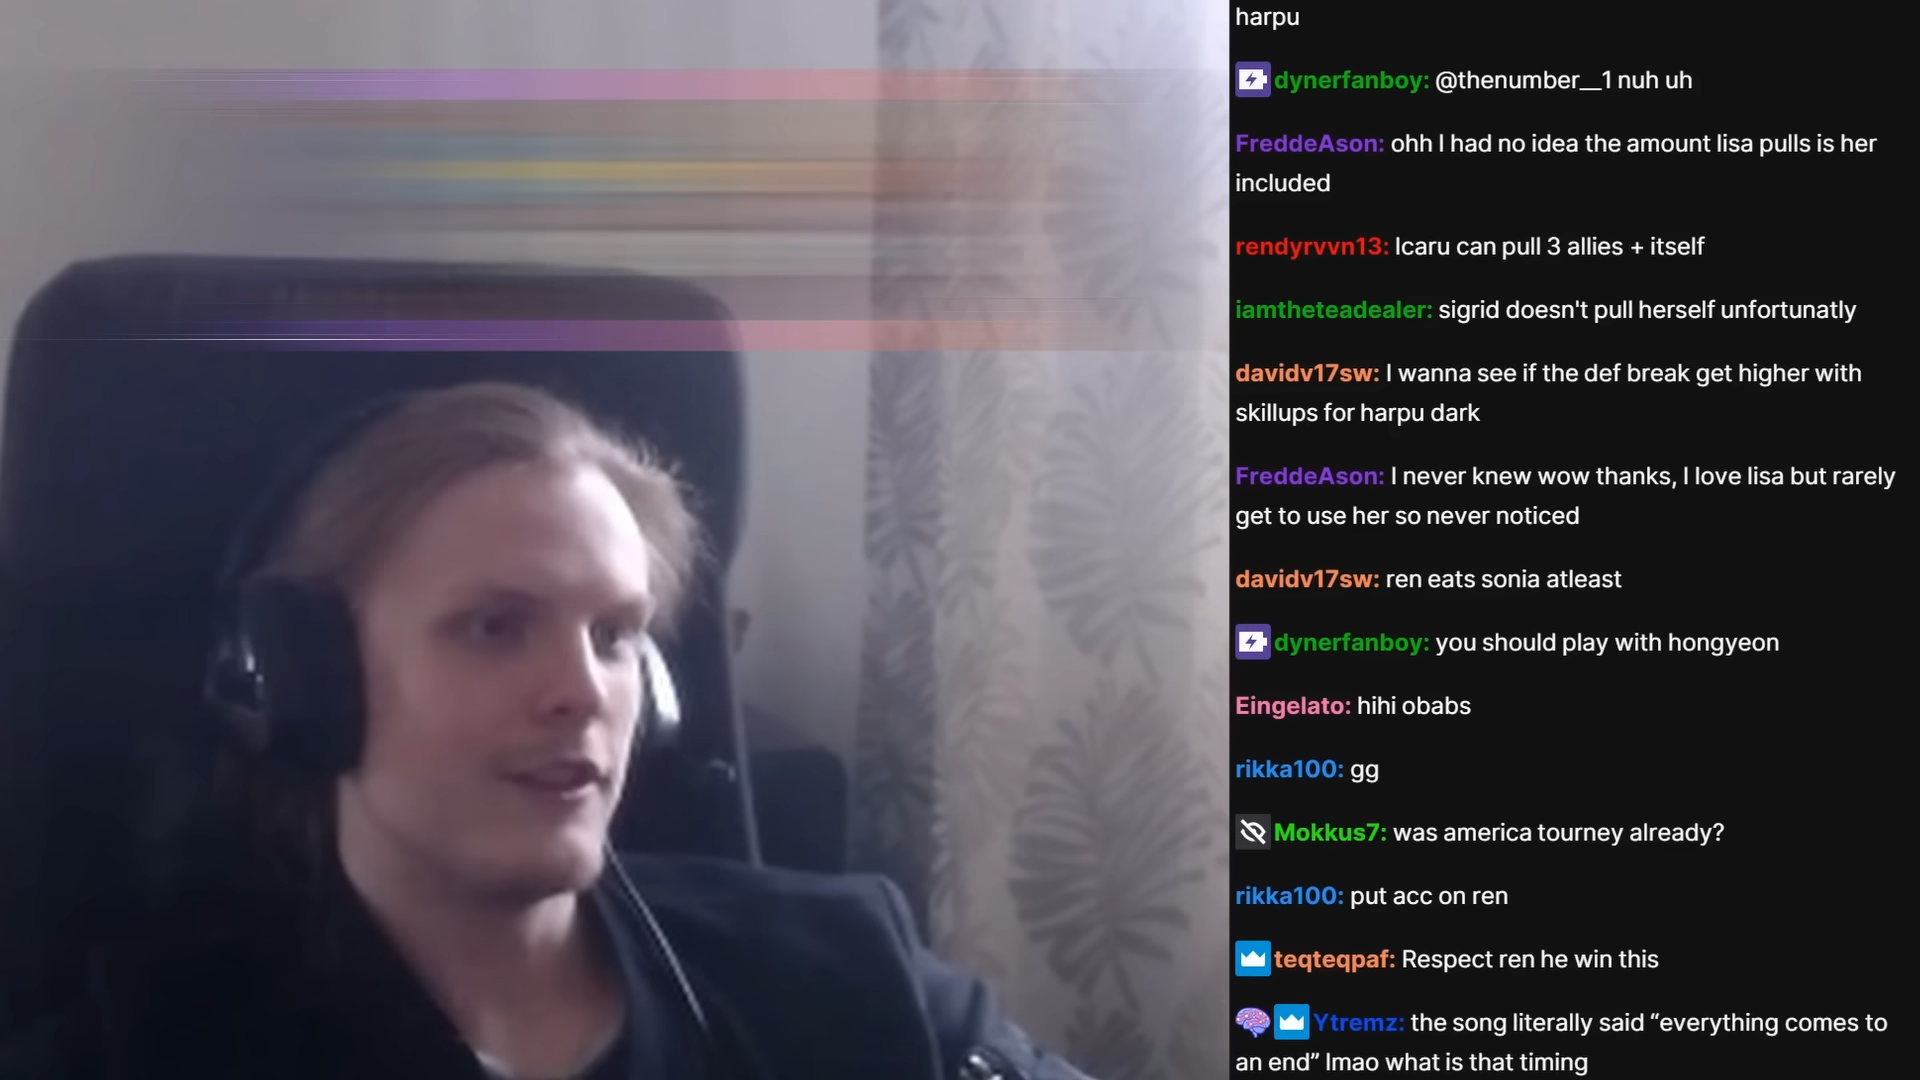 harpu
dynerfanboy: @thenumber__1 nuh uh
FreddeAson: ohh I had no idea the amount lisa pulls is her
included
rendyrvvn13: Icaru can pull 3 allies + itself
iamtheteadealer: sigrid doesn't pull herself unfortunatly
davidv17sw: I wanna see if the def break get higher with
skillups for harpu dark
FreddeAson: I never knew wow thanks, I love lisa but rarely
get to use her so never noticed
davidv17sw: ren eats sonia atleast
dynerfanboy: you should play with hongyeon
Eingelato: hihi obabs
rikka100: gg
Mokkus7: was america tourney already?
rikka100: put acc on ren
teqteqpaf: Respect ren he win this
Ytremz: the song literally said “everything comes to
an end” lmao what is that timing